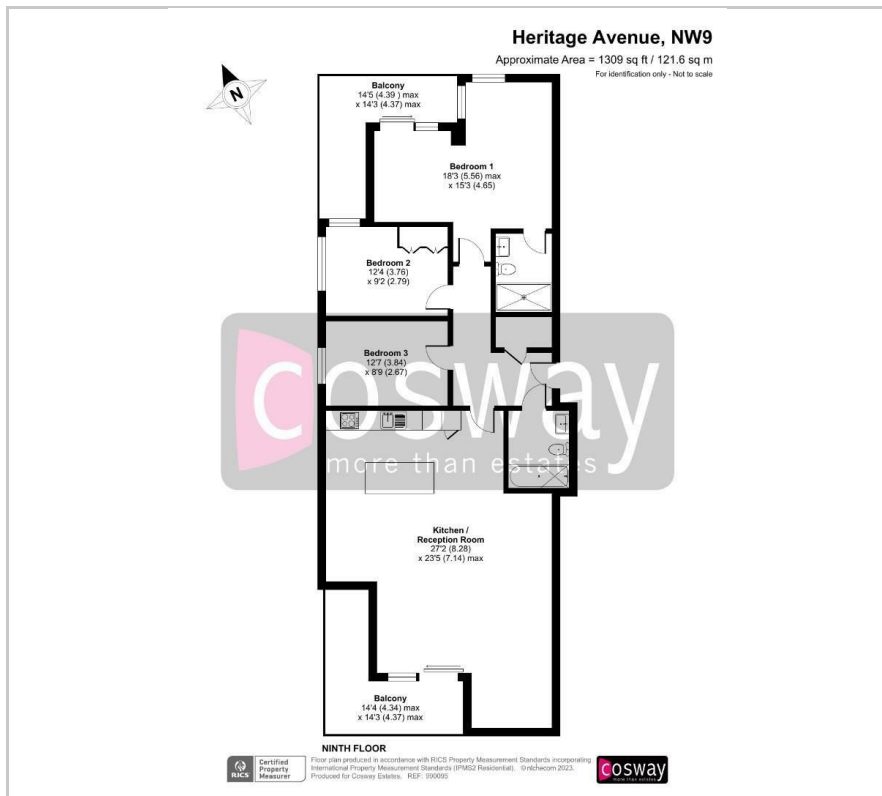 Heritage Avenue, NW9
Approximate Area = 1309 sq ft / 121.6 sq m
For identification only - Not to scale
N
Balcony
14'5 (4.39 ) max
x 14'3 (4.37) max
Bedroom 1
18'3 (5.56) max
x 15'3 (4.65)
Bedroom 2
12'4 (3.76)
x 9'2 (2.79)
Bedroom 3
12'7 (3.84)
x 8'9 (2.67)
cosway
more than estates
Kitchen /
Reception Room
27'2 (8.28)
x 23'5 (7.14) max
Balcony
14'4 (4.34) max
x 14'3 (4.37) max
NINTH FLOOR
RICS
Certified
Property
Measurer
Floor plan produced in accordance with RICS Property Measurement Standards incorporating
International Property Measurement Standards (IPMS2 Residential). ©nichecom 2023.
Produced for Cosway Estates. REF: 990095
cosway
more than estates